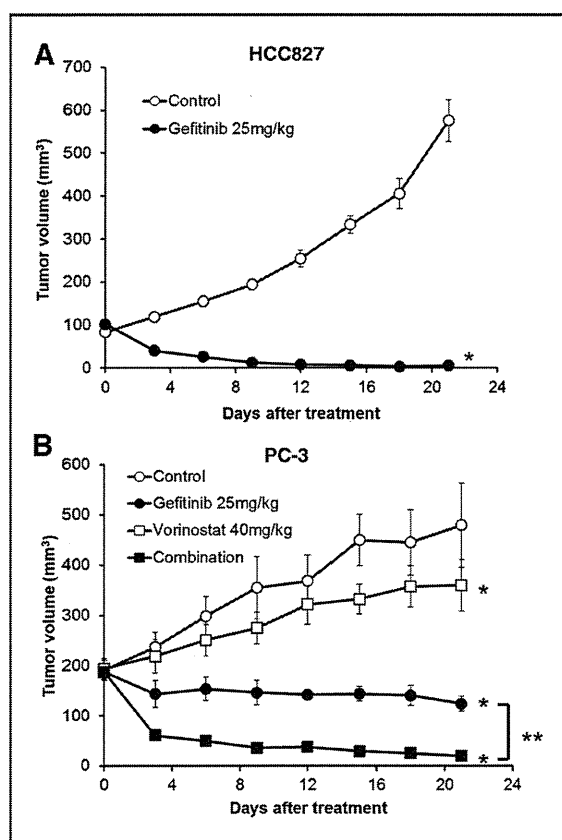 A
HCC827
700
600
500
400
300
200
100
0
Tumor volume (mm³)
Control
Gefitinib 25mg/kg
*
0 4 8 12 16 20 24
Days after treatment
B
PC-3
600
500
400
300
200
100
0
Tumor volume (mm³)
Control
Gefitinib 25mg/kg
Vorinostat 40mg/kg
Combination
*
*
**
*
0 4 8 12 16 20 24
Days after treatment